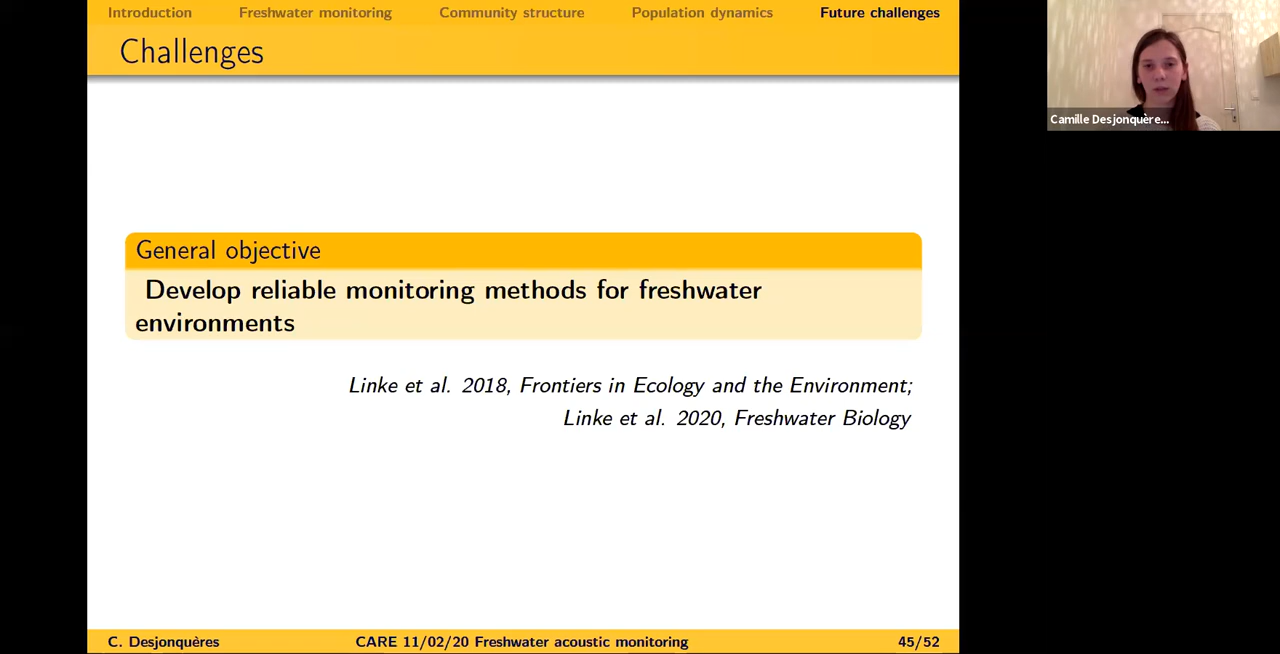 Introduction Freshwater monitoring Community structure Population dynamics Future challenges
Challenges
General objective
Develop reliable monitoring methods for freshwater
environments
Linke et al. 2018, Frontiers in Ecology and the Environment;
Linke et al. 2020, Freshwater Biology
C. Desjonquères CARE 11/02/20 Freshwater acoustic monitoring 45/52
Camille Desjonquère...